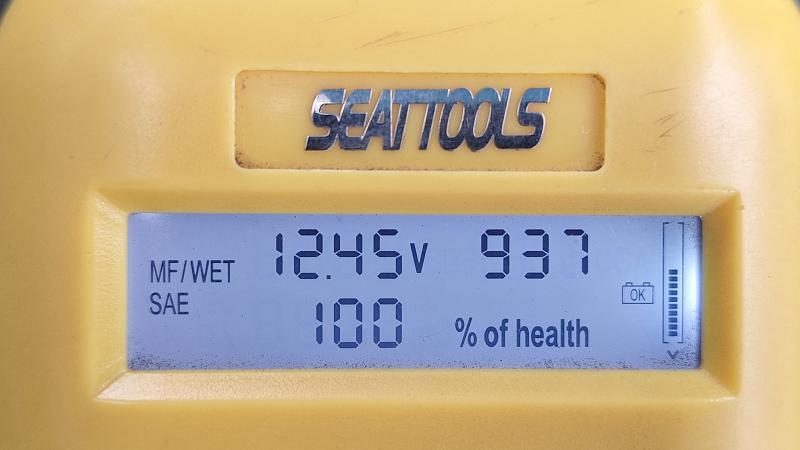 SEATTOOLS
MF/WET 12.45V 937
SAE 100 % of health
OK